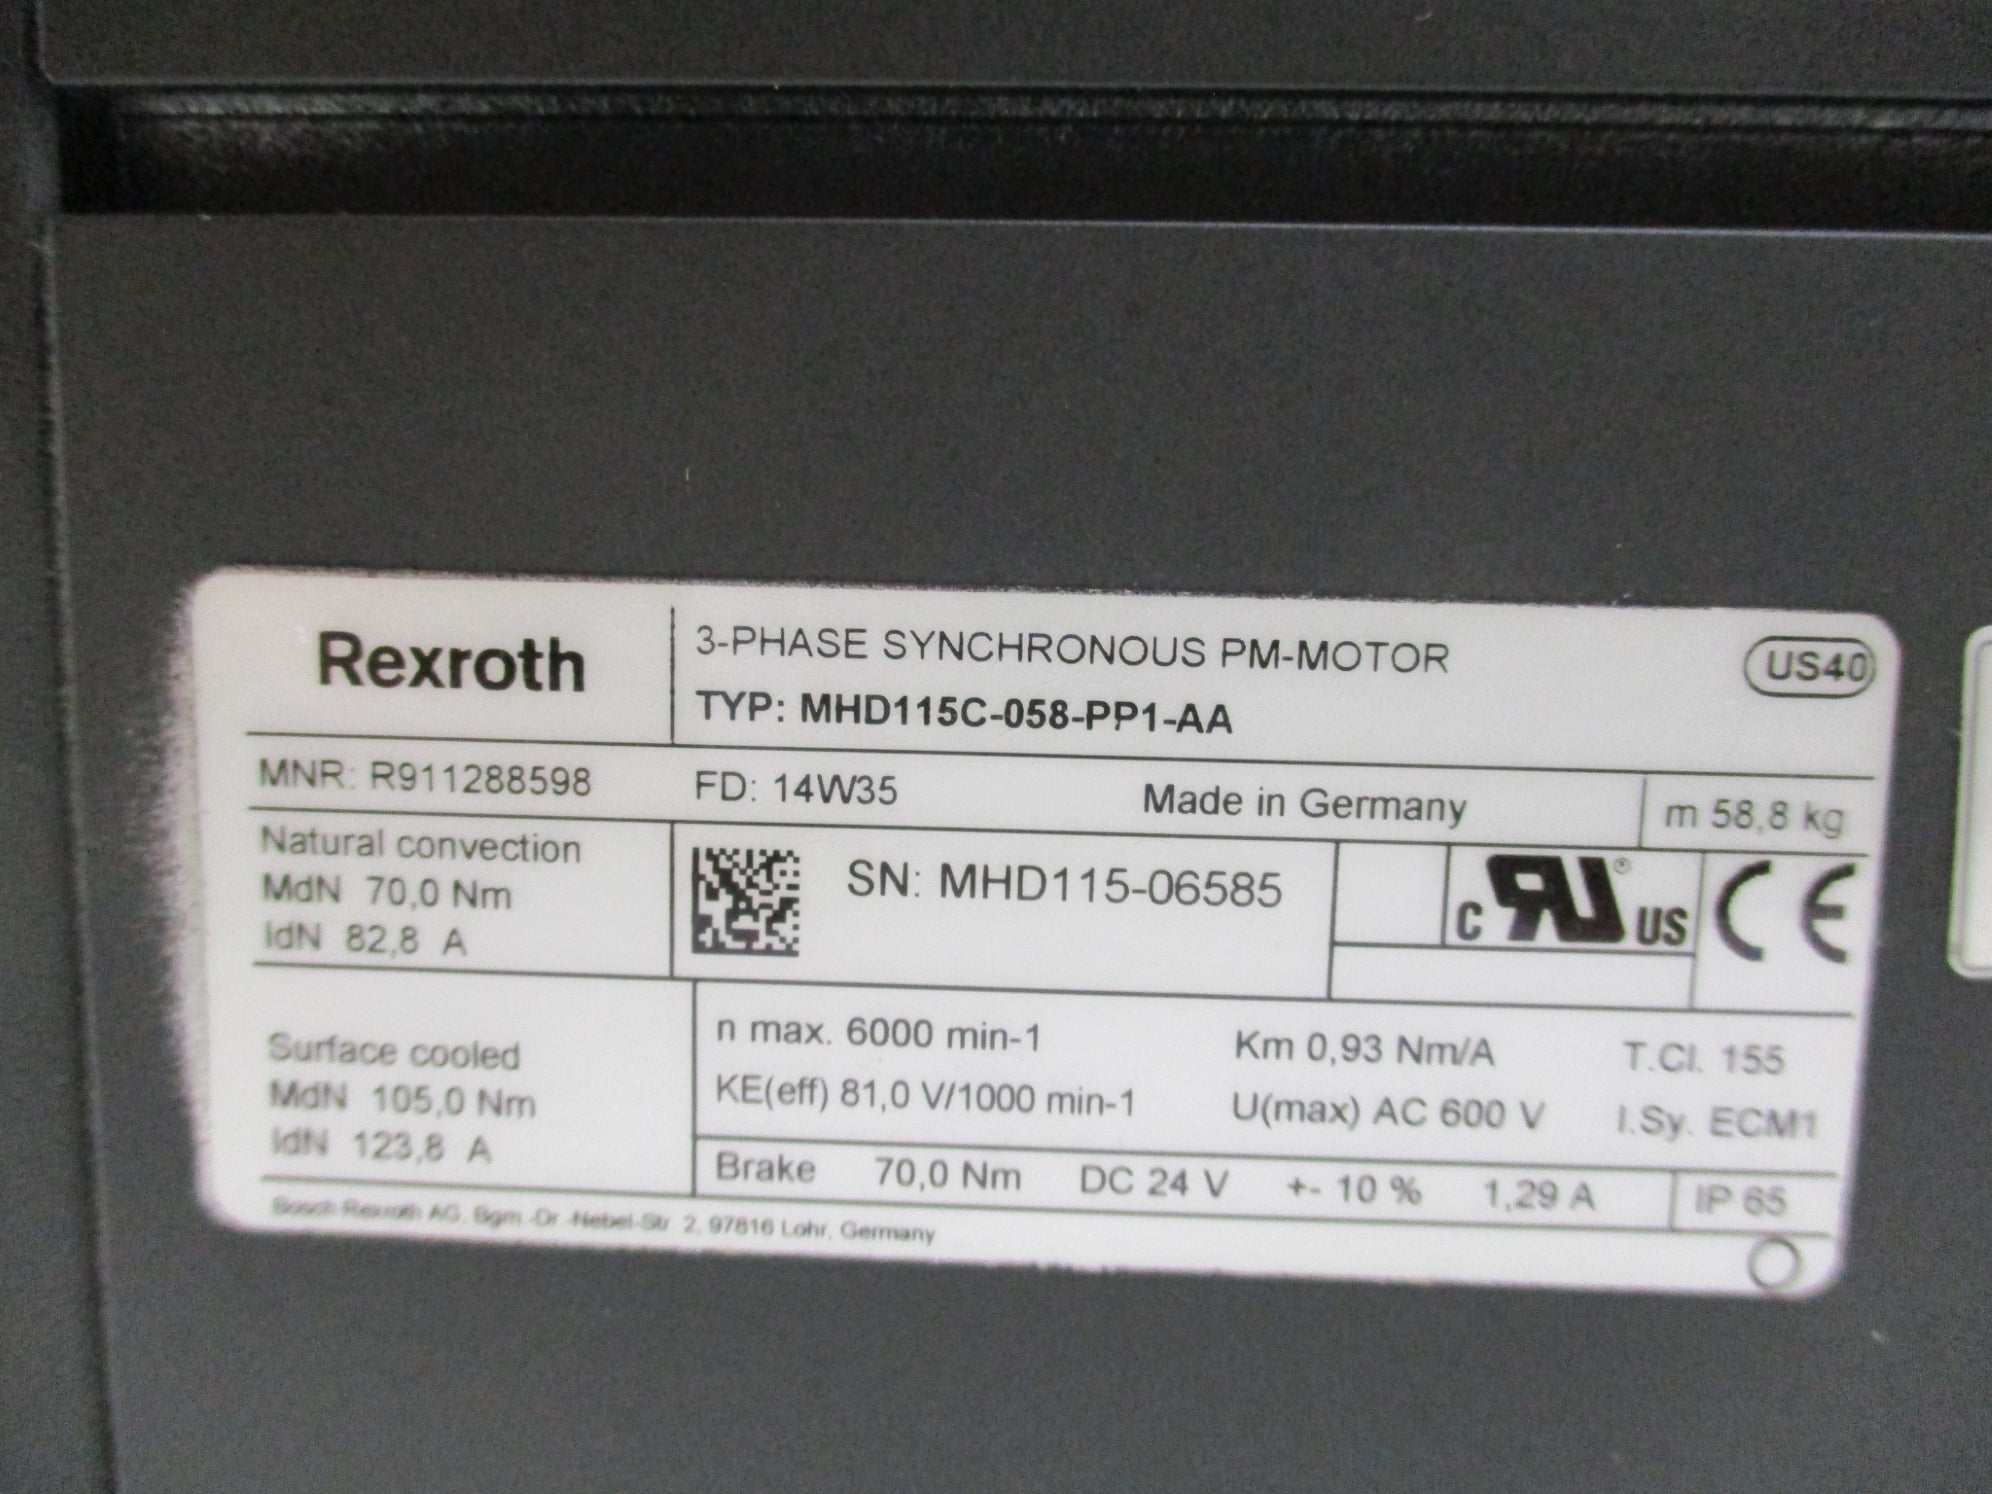 Rexroth
3-PHASE SYNCHRONOUS PM-MOTOR
US40
TYP: MHD115C-058-PP1-AA
MNR: R911288598
FD: 14W35
Made in Germany
m 58,8 kg
Natural convection
MdN 70,0 Nm
IdN 82,8 A
SN: MHD115-06585
c RU® US
CE
Surface cooled
MdN 105,0 Nm
IdN 123,8 A
n max. 6000 min-1
Km 0,93 Nm/A
T.Cl. 155
KE(eff) 81,0 V/1000 min-1
U(max) AC 600 V
I.Sy. ECM1
Brake 70,0 Nm DC 24 V +- 10 % 1,29 A
IP 65
Bosch Rexroth AG, Bgm.-Dr.-Nebel-Str. 2, 97816 Lohr, Germany